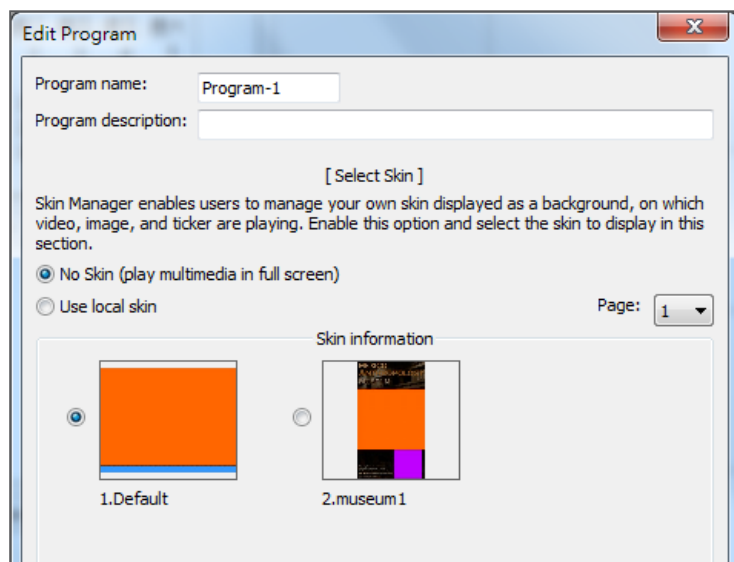 Edit Program
Program name:
Program-1
Program description:
[ Select Skin ]
Skin Manager enables users to manage your own skin displayed as a background, on which
video, image, and ticker are playing. Enable this option and select the skin to display in this
section.
No Skin (play multimedia in full screen)
Use local skin
Page:
1
Skin information
1.Default
2.museum1